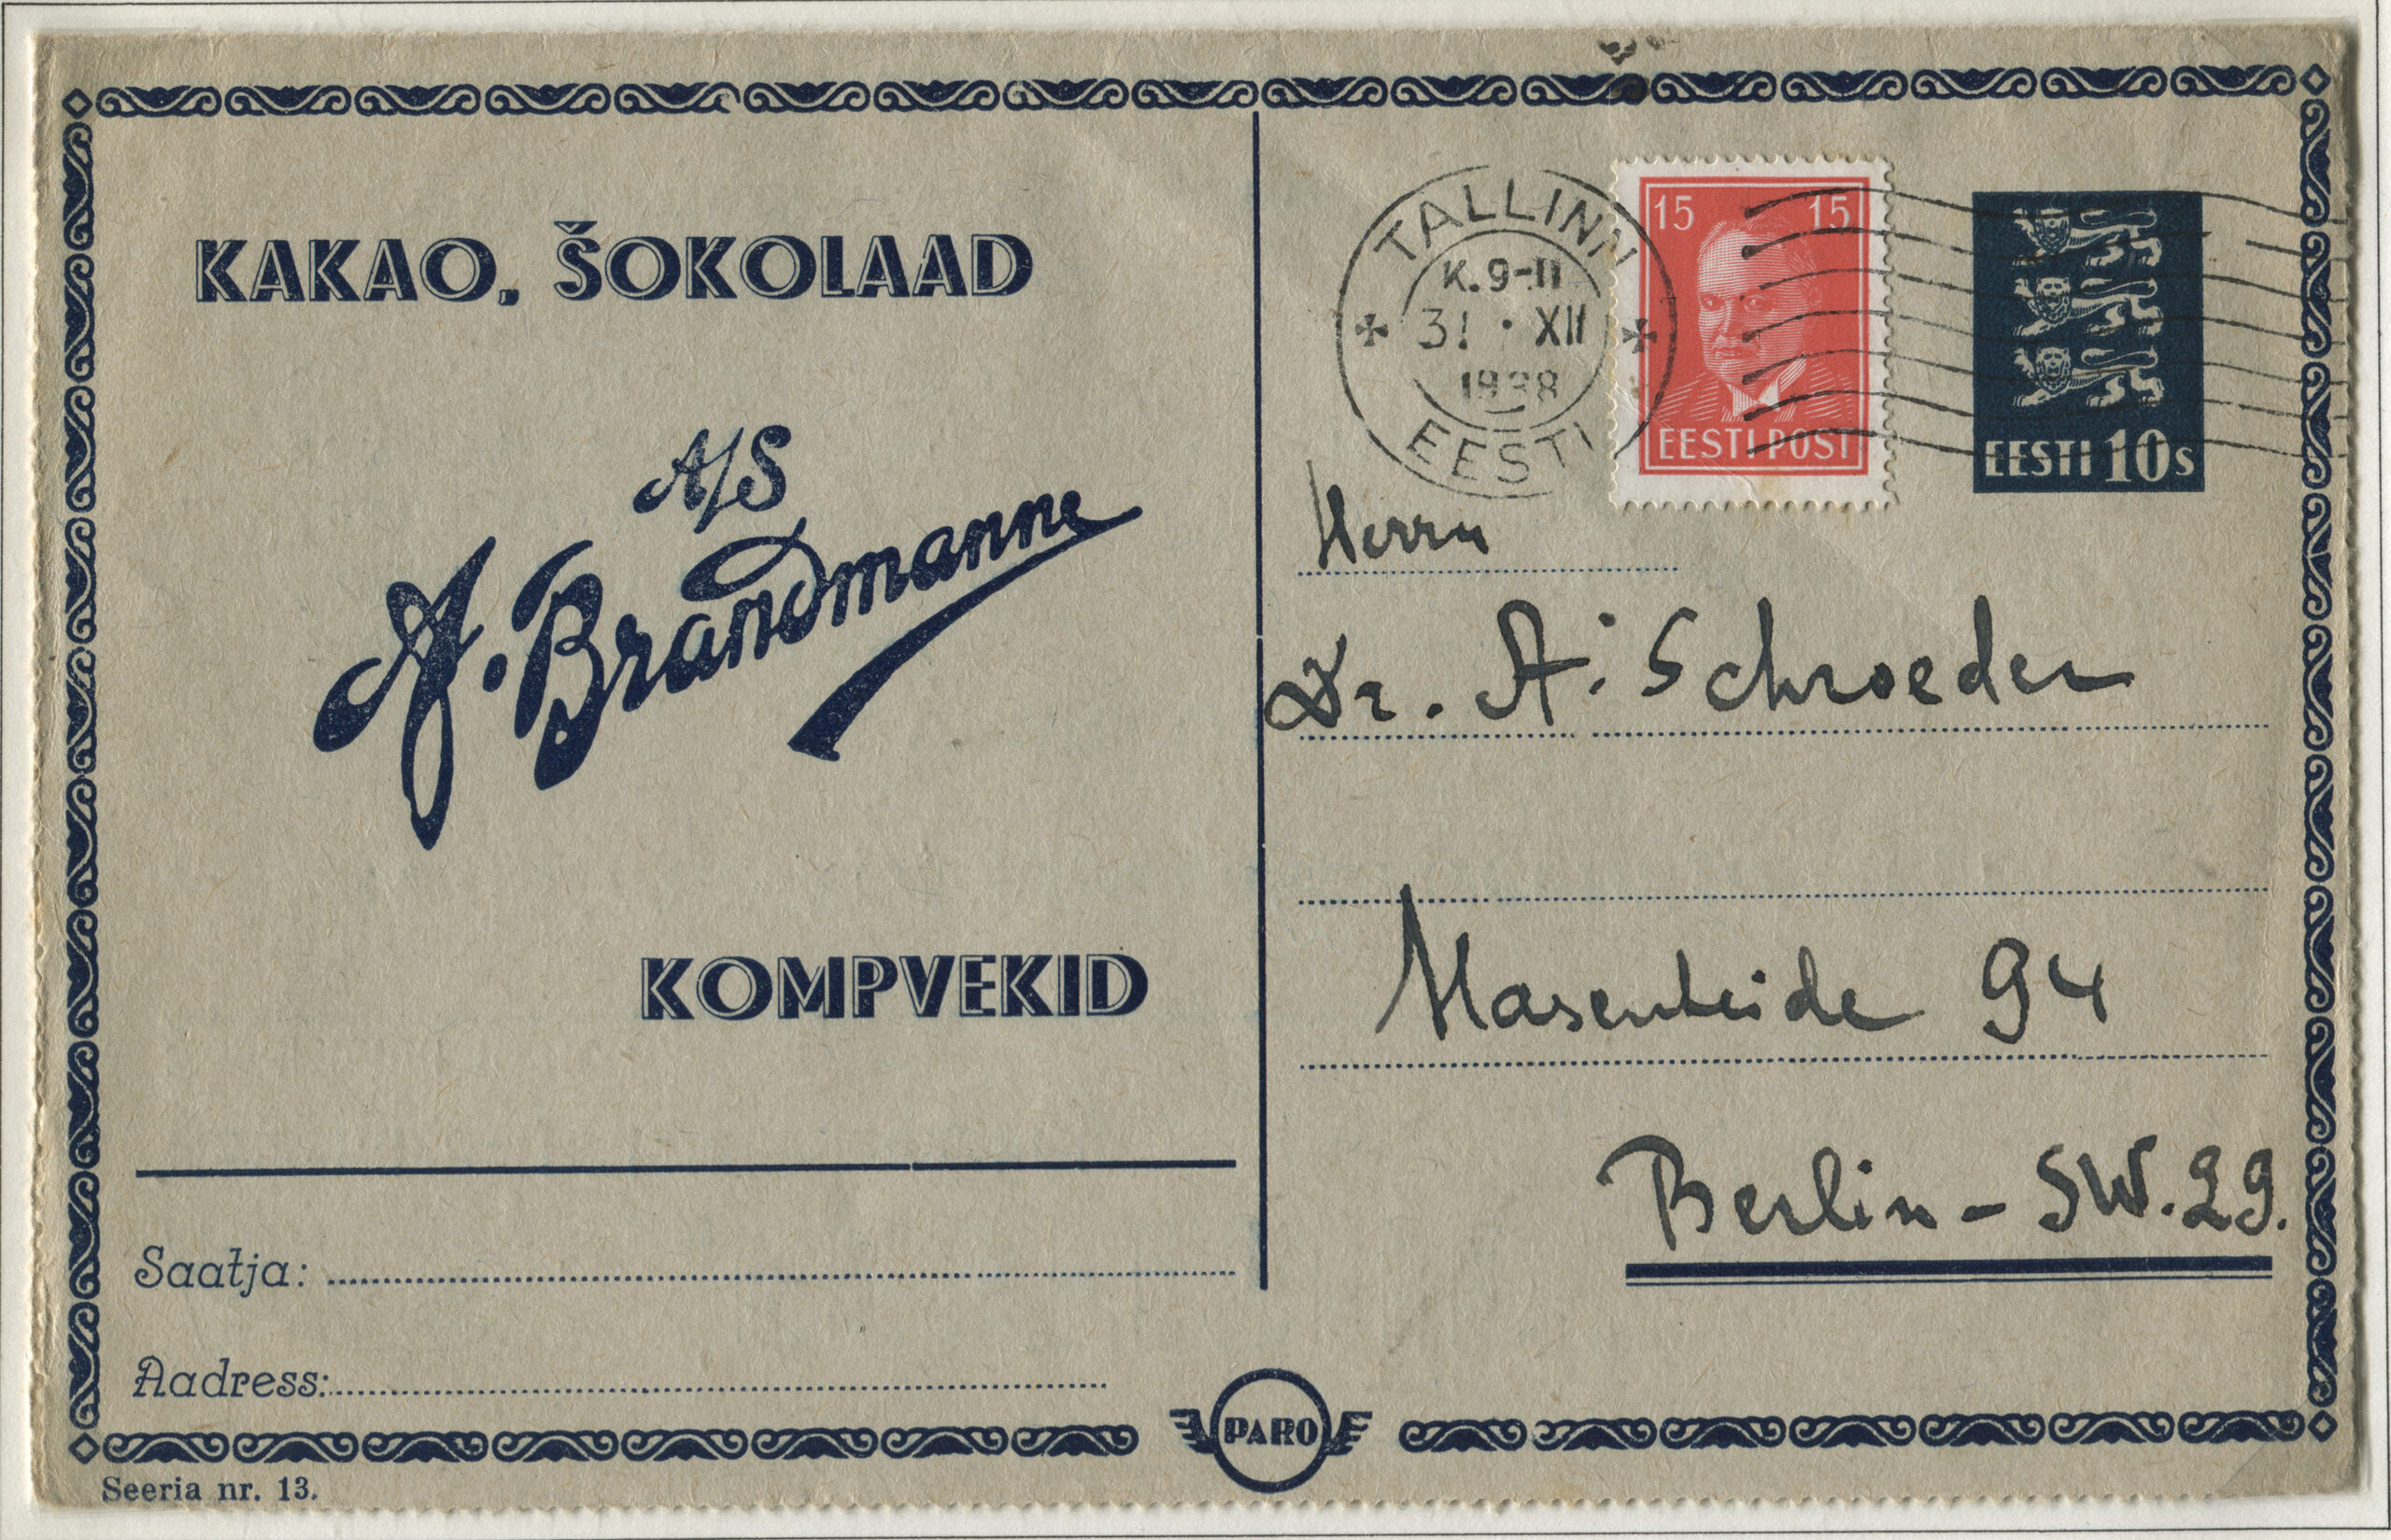 KAKAO, ŠOKOLAAD
A/S
A. Brandmanne
KOMPVEKID
Saatja:
Aadress:
Seeria nr. 13.
PARO
TALLINN
K. 9-11
31 · XII
1938
EESTI
15 15
EESTI POST
EESTI 10 s
Herrn
Dr. A. Schroeder
Hasenheide 94
Berlin - SW. 29.